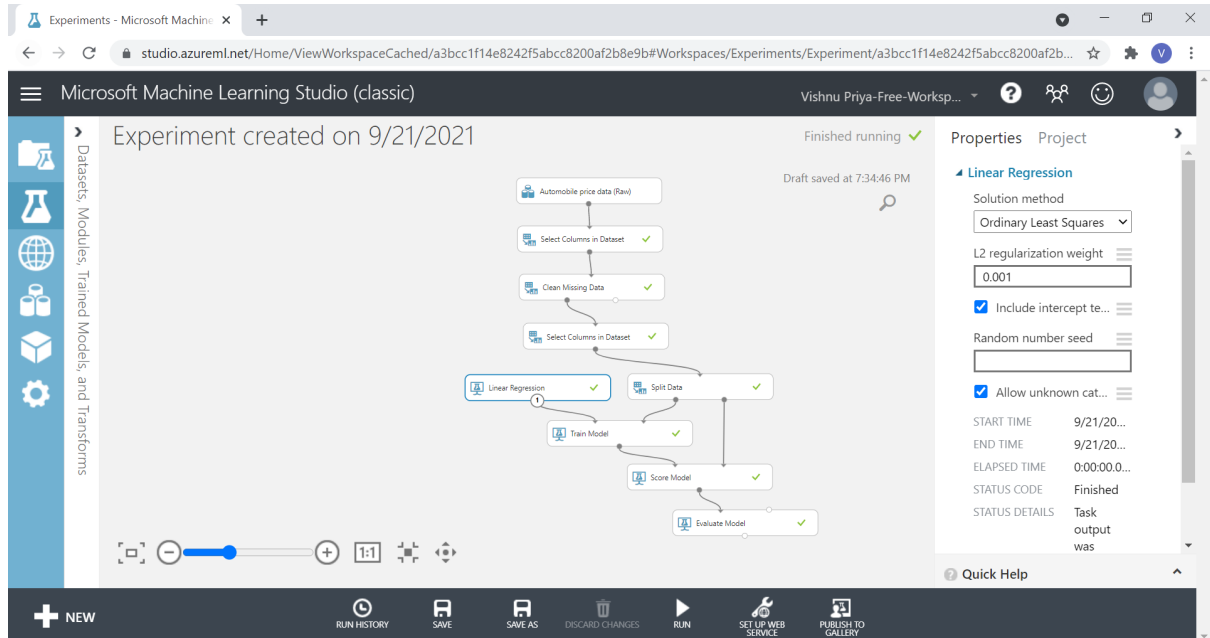 Experiments - Microsoft Machine
studio.azureml.net/Home/ViewWorkspaceCached/a3bcc1f14e8242f5abcc8200af2b8e9b#Workspaces/Experiments/Experiment/a3bcc1f14e8242f5abcc8200af2b...
V
Microsoft Machine Learning Studio (classic)
Vishnu Priya-Free-Worksp...
Datasets, Modules, Trained Models, and Transforms
Experiment created on 9/21/2021
Finished running
Draft saved at 7:34:46 PM
Automobile price data (Raw)
Select Columns in Dataset
Clean Missing Data
Select Columns in Dataset
Linear Regression
Split Data
1
Train Model
Score Model
Evaluate Model
1:1
Properties Project
Linear Regression
Solution method
Ordinary Least Squares
L2 regularization weight
0.001
Include intercept te...
Random number seed
Allow unknown cat...
START TIME 9/21/20...
END TIME 9/21/20...
ELAPSED TIME 0:00:00.0...
STATUS CODE Finished
STATUS DETAILS Task
output
was
Quick Help
NEW
RUN HISTORY
SAVE
SAVE AS
DISCARD CHANGES
RUN
SET UP WEB
SERVICE
PUBLISH TO
GALLERY